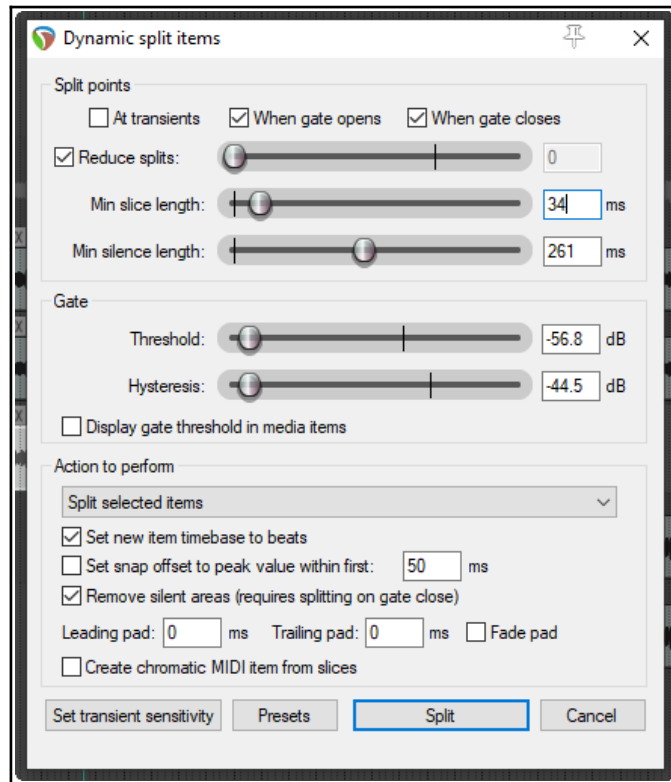 Dynamic split items
Split points
At transients When gate opens When gate closes
Reduce splits: 0
Min slice length: 34 ms
Min silence length: 261 ms
Gate
Threshold: -56.8 dB
Hysteresis: -44.5 dB
Display gate threshold in media items
Action to perform
Split selected items
Set new item timebase to beats
Set snap offset to peak value within first: 50 ms
Remove silent areas (requires splitting on gate close)
Leading pad: 0 ms Trailing pad: 0 ms Fade pad
Create chromatic MIDI item from slices
Set transient sensitivity Presets Split Cancel